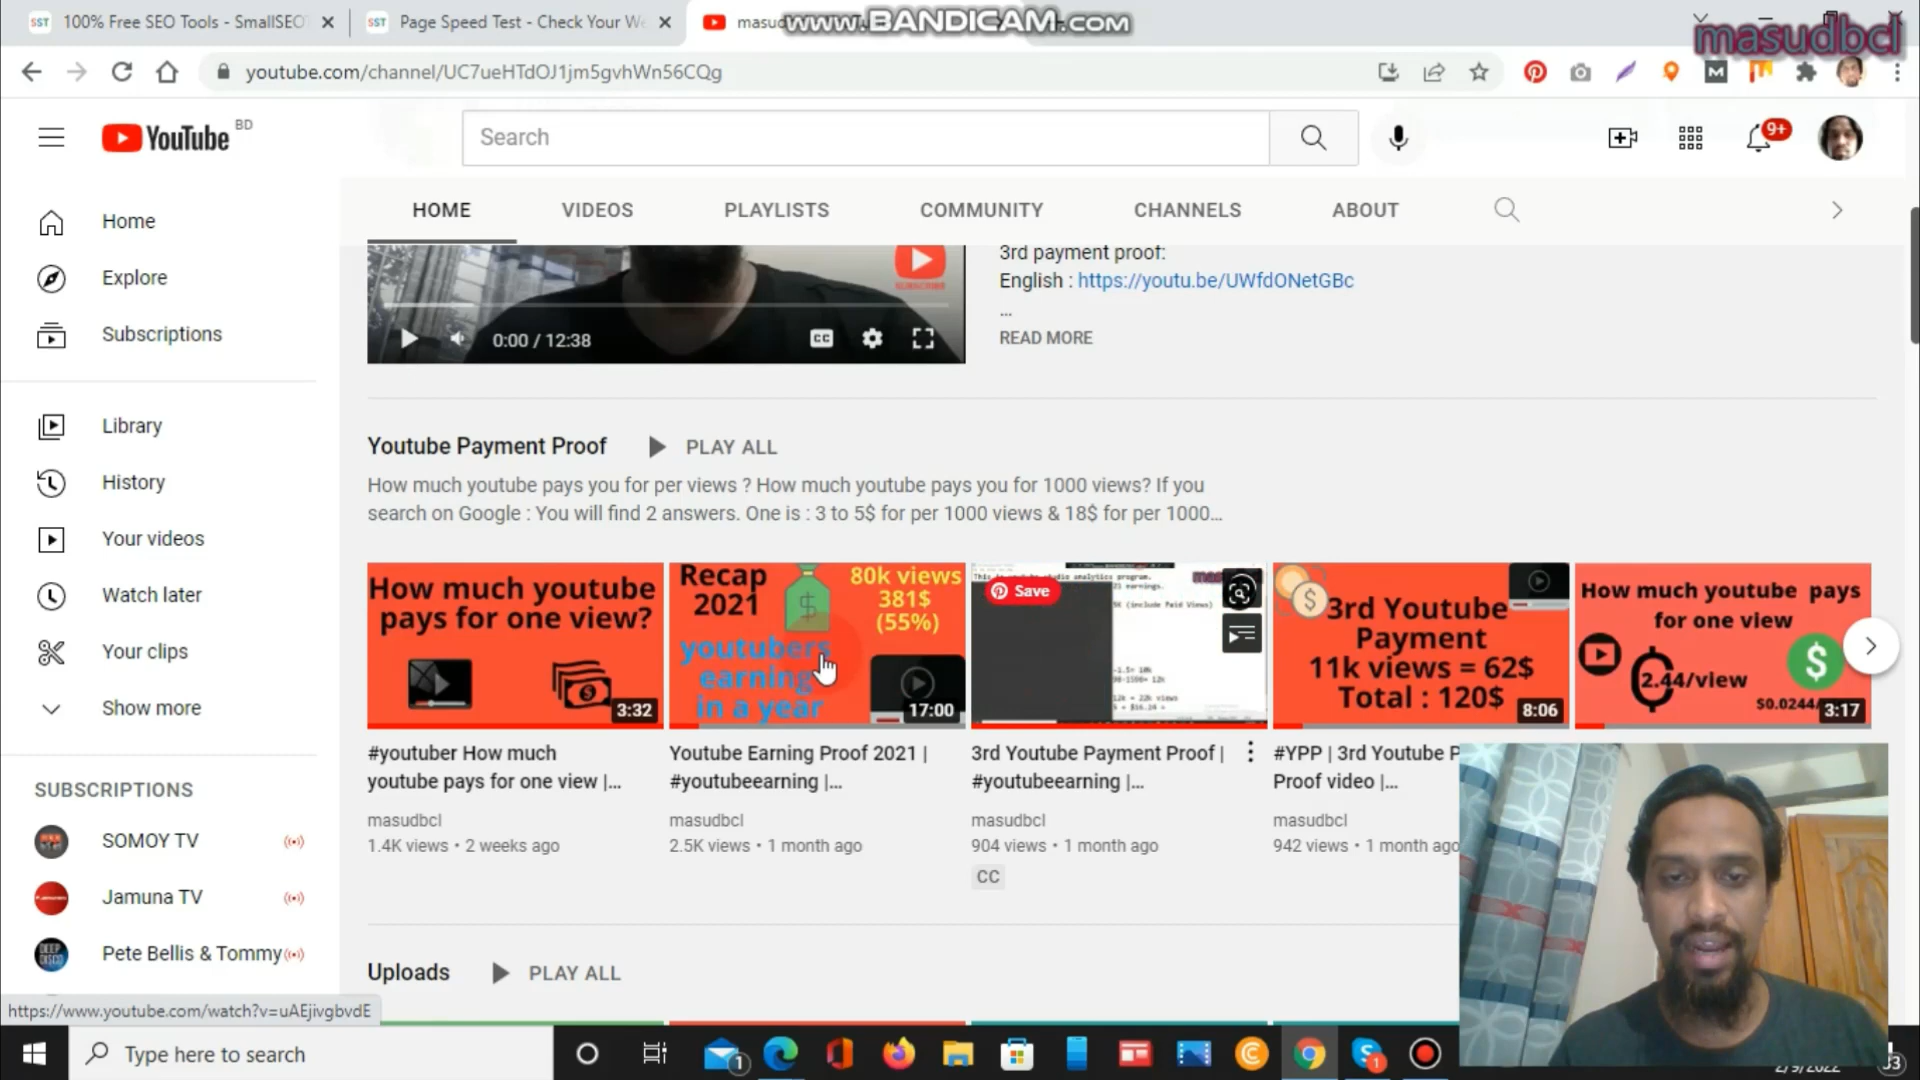 100% Free SEO Tools - SmallSEO
Page Speed Test - Check Your We
masud
WWW.BANDICAM.COM
masudbcl
youtube.com/channel/UC7ueHTdOJ1jm5gvhWn56CQg
YouTube BD
Search
9+
Home
Explore
Subscriptions
Library
History
Your videos
Watch later
Your clips
Show more
SUBSCRIPTIONS
SOMOY TV
Jamuna TV
Pete Bellis & Tommy
HOME VIDEOS PLAYLISTS COMMUNITY CHANNELS ABOUT
SUBSCRIBE
0:00 / 12:38
CC
3rd payment proof:
English : https://youtu.be/UWfdONetGBc
...
READ MORE
Youtube Payment Proof PLAY ALL
How much youtube pays you for per views ? How much youtube pays you for 1000 views? If you
search on Google : You will find 2 answers. One is : 3 to 5$ for per 1000 views & 18$ for per 1000...
How much youtube
pays for one view?
3:32
#youtuber How much
youtube pays for one view |...
masudbcl
1.4K views • 2 weeks ago
Recap
2021
80k views
381$
(55%)
youtubers
earning
in a year
17:00
Youtube Earning Proof 2021 |
#youtubeearning |...
masudbcl
2.5K views • 1 month ago
Save
3rd Youtube Payment Proof |
#youtubeearning |...
masudbcl
904 views • 1 month ago
CC
3rd Youtube
Payment
11k views = 62$
Total : 120$
8:06
#YPP | 3rd Youtube P
Proof video |...
masudbcl
942 views • 1 month ago
How much youtube pays
for one view
2.44/view
$0.0244/
3:17
Uploads PLAY ALL
https://www.youtube.com/watch?v=uAEjivgbvdE
Type here to search
2/9/2022